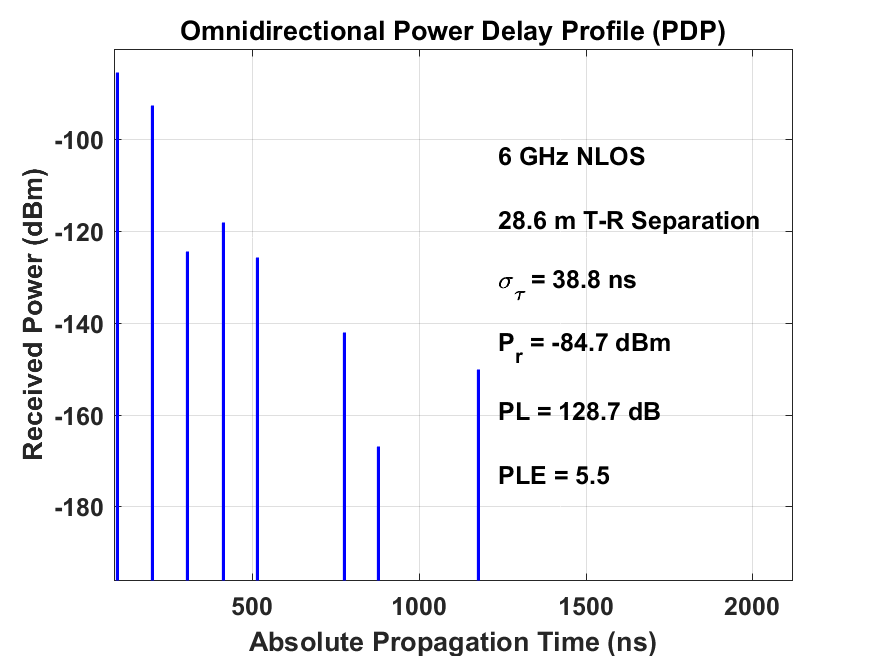 Omnidirectional Power Delay Profile (PDP)
Received Power (dBm)
-100
-120
-140
-160
-180
6 GHz NLOS
28.6 m T-R Separation
σ_τ = 38.8 ns
P_r = -84.7 dBm
PL = 128.7 dB
PLE = 5.5
500 1000 1500 2000
Absolute Propagation Time (ns)